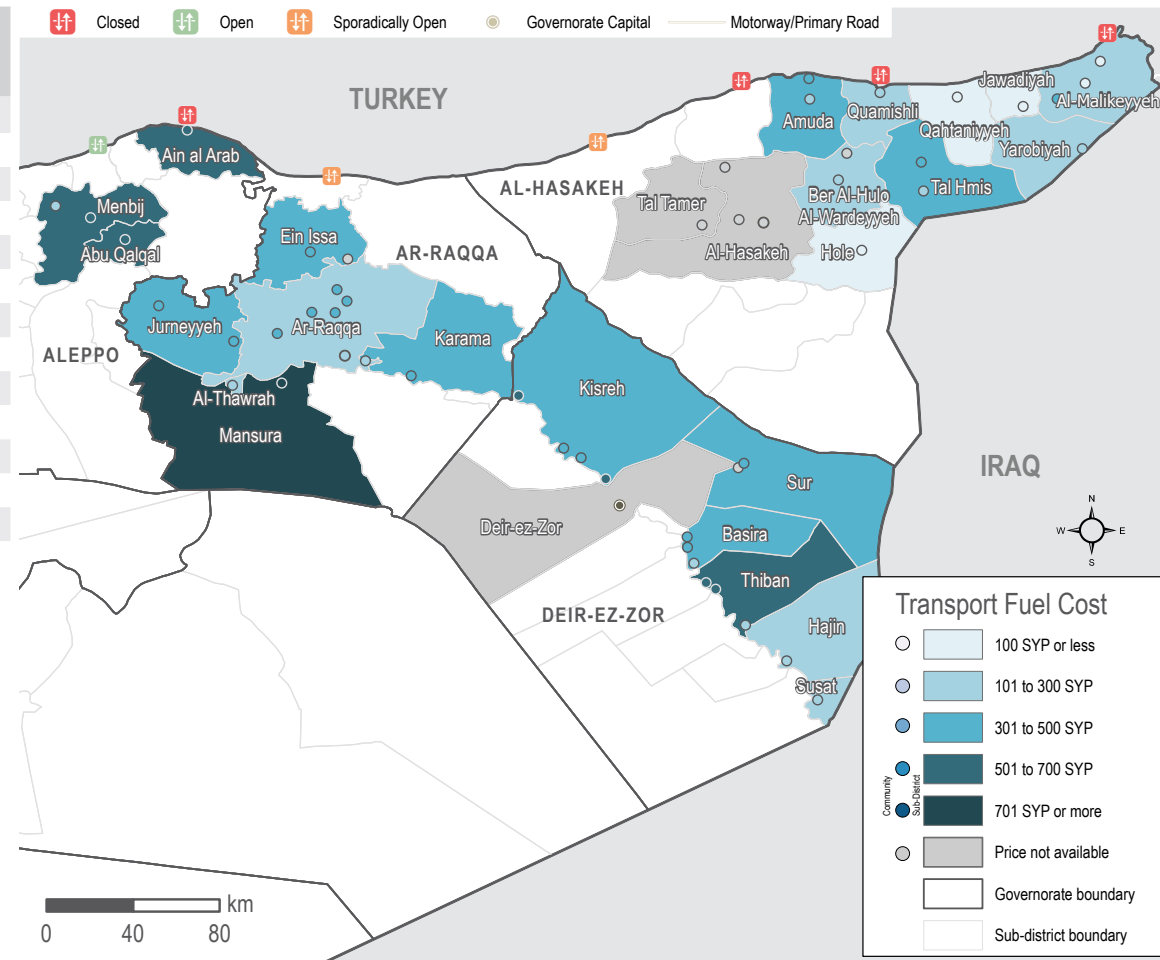 Closed Open Sporadically Open Governorate Capital Motorway/Primary Road
TURKEY
Jawadiyah
Al-Malikeyyeh
Quamishli
Amuda
Qahtaniyyeh
Yarobiyah
Ain al Arab
AL-HASAKEH
Tal Hmis
Ber Al-Hulo
Al-Wardeyyeh
Tal Tamer
Menbij
Abu Qalqal
Ein Issa
AR-RAQQA
Al-Hasakeh
Hole
Jurneyyeh
Ar-Raqqa
Karama
ALEPPO
Kisreh
Al-Thawrah
Mansura
IRAQ
Sur
Deir-ez-Zor
Basira
N
W E
S
Thiban
DEIR-EZ-ZOR
Hajin
Susat
Transport Fuel Cost
100 SYP or less
101 to 300 SYP
301 to 500 SYP
501 to 700 SYP
701 SYP or more
Community
Sub-District
Price not available
Governorate boundary
Sub-district boundary
km
0 40 80